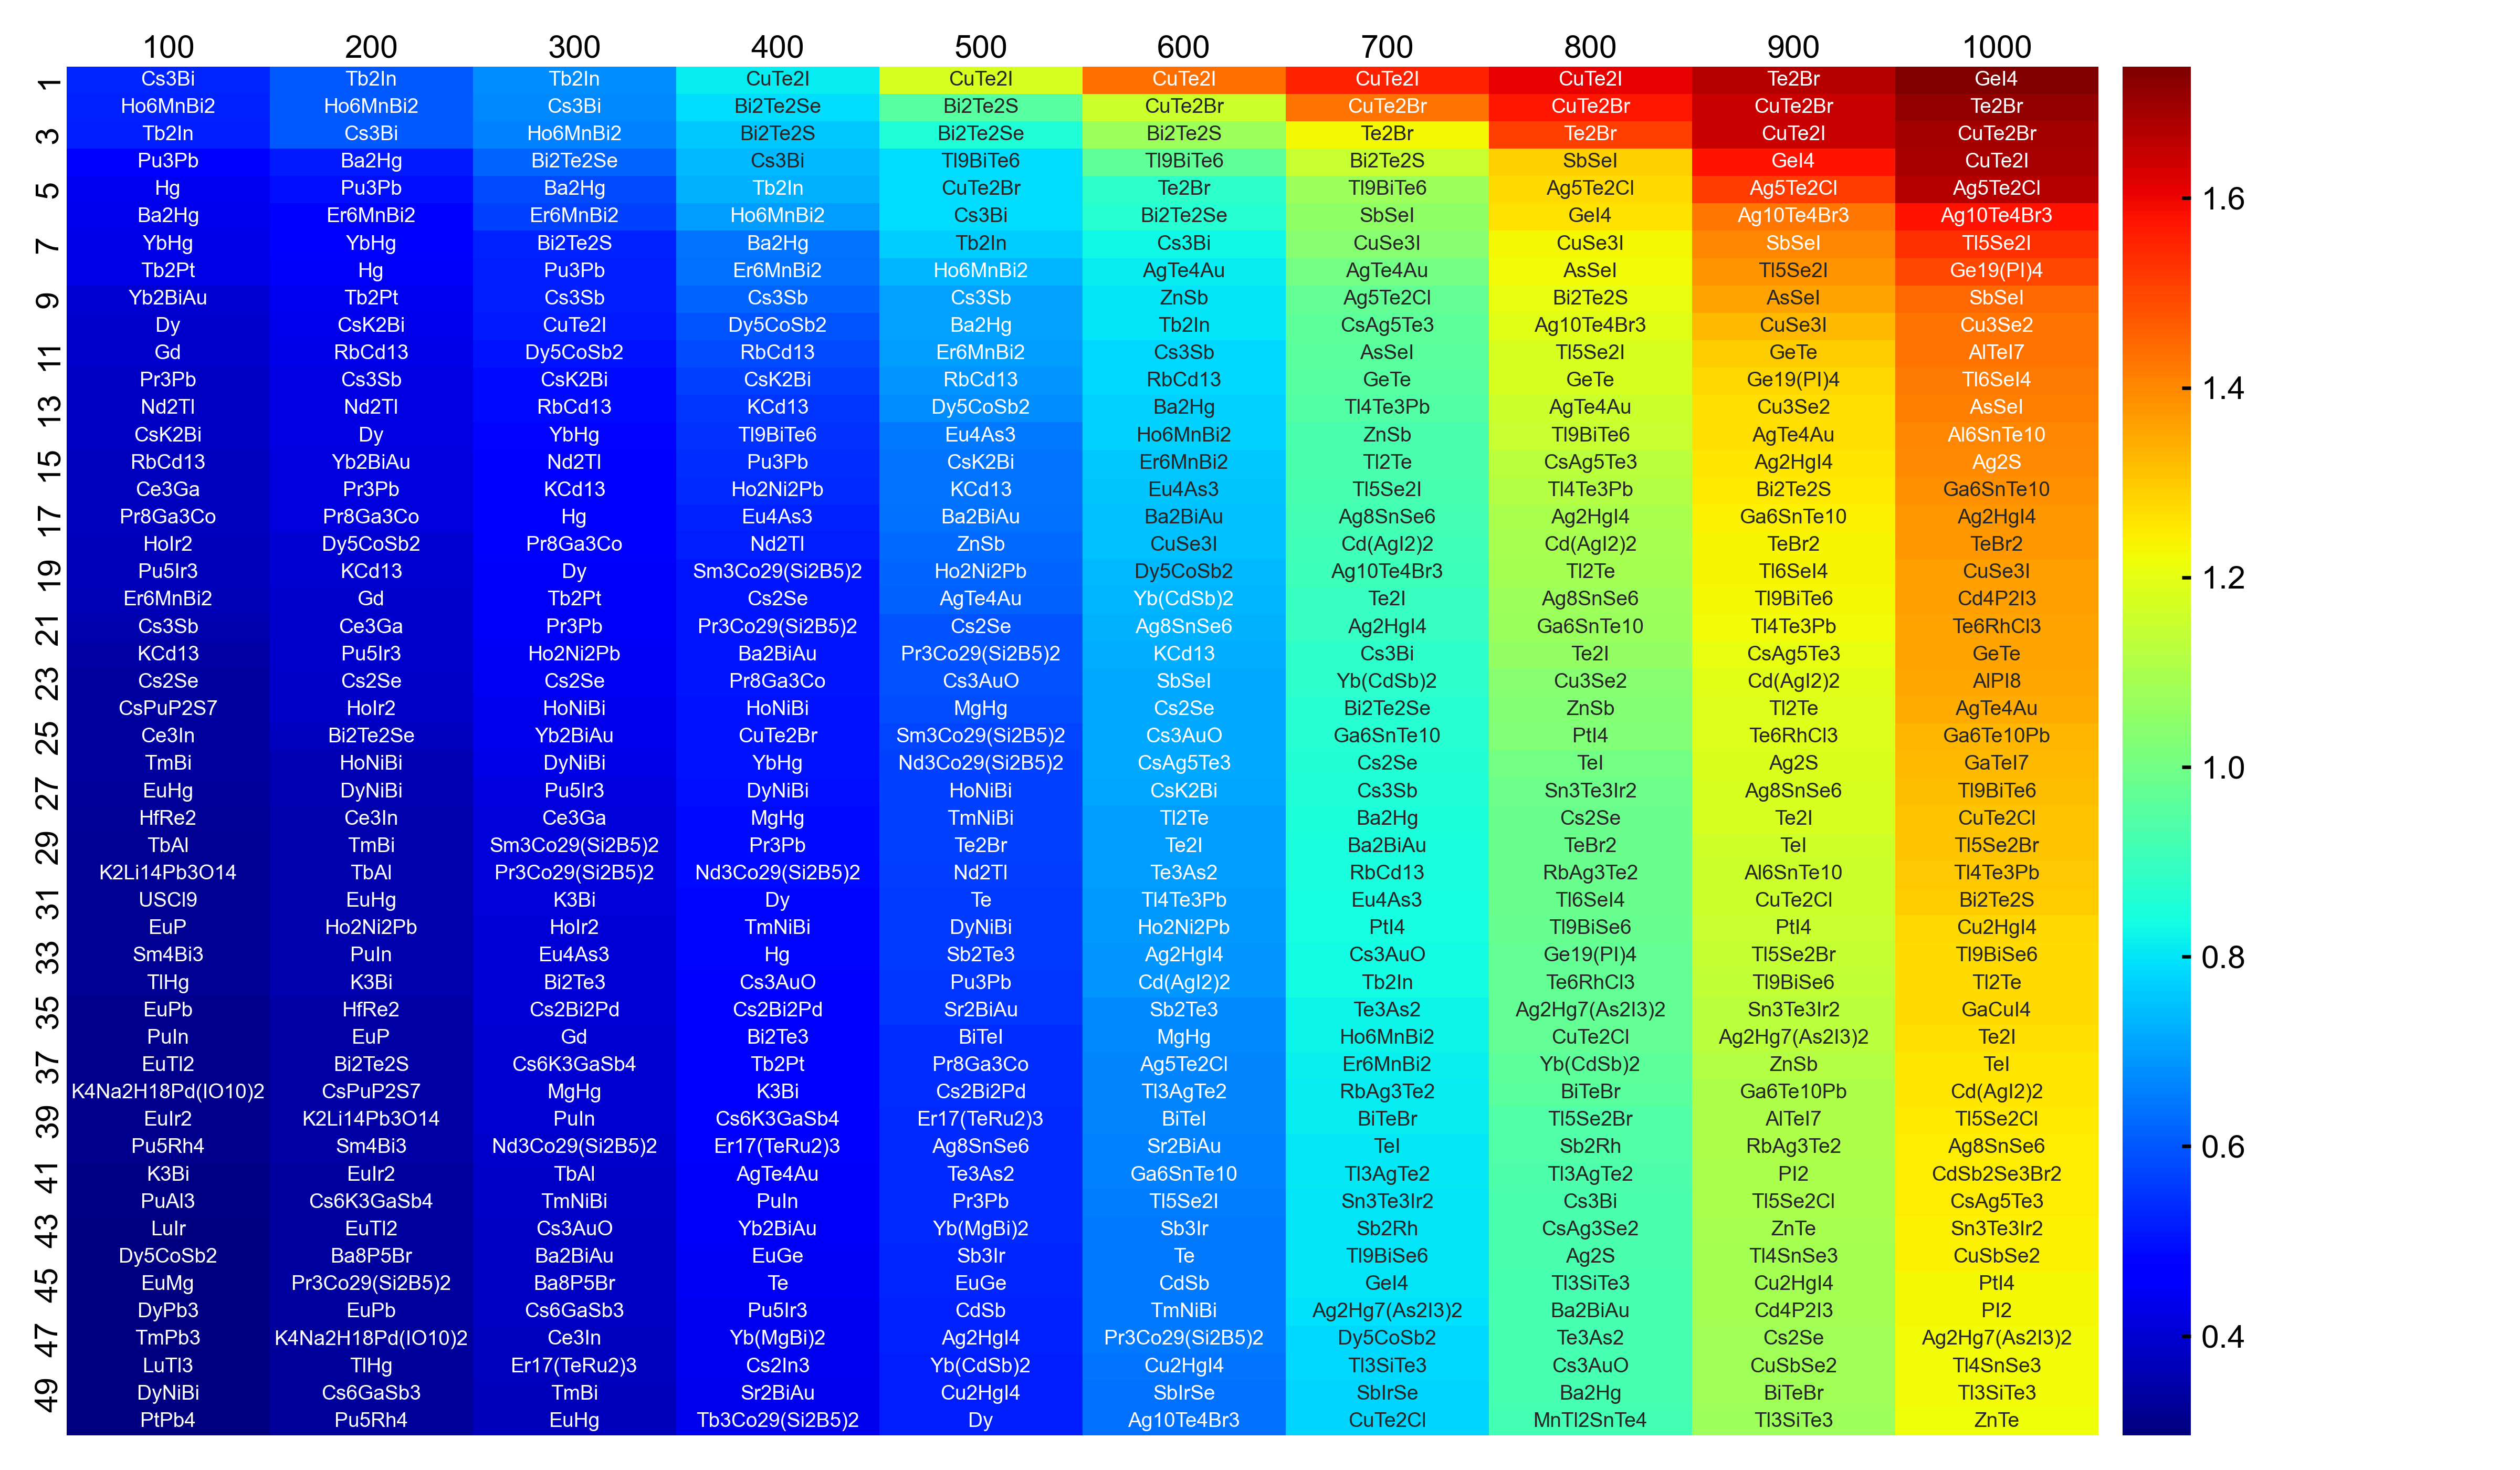 100 200 300 400 500 600 700 800 900 1000
1 Cs3Bi Tb2In Tb2In CuTe2I CuTe2I CuTe2I CuTe2I CuTe2I Te2Br GeI4
Ho6MnBi2 Ho6MnBi2 Cs3Bi Bi2Te2Se Bi2Te2S CuTe2Br CuTe2Br CuTe2Br CuTe2Br Te2Br
3 Tb2In Cs3Bi Ho6MnBi2 Bi2Te2S Bi2Te2Se Bi2Te2S Te2Br Te2Br CuTe2I CuTe2Br
Pu3Pb Ba2Hg Bi2Te2Se Cs3Bi Tl9BiTe6 Tl9BiTe6 Bi2Te2S SbSeI GeI4 CuTe2I
5 Hg Pu3Pb Ba2Hg Tb2In CuTe2Br Te2Br Tl9BiTe6 Ag5Te2Cl Ag5Te2Cl Ag5Te2Cl 1.6
Ba2Hg Er6MnBi2 Er6MnBi2 Ho6MnBi2 Cs3Bi Bi2Te2Se SbSeI GeI4 Ag10Te4Br3 Ag10Te4Br3
7 YbHg YbHg Bi2Te2S Ba2Hg Tb2In Cs3Bi CuSe3I CuSe3I SbSeI Tl5Se2I
Tb2Pt Hg Pu3Pb Er6MnBi2 Ho6MnBi2 AgTe4Au AgTe4Au AsSeI Tl5Se2I Ge19(PI)4
9 Yb2BiAu Tb2Pt Cs3Sb Cs3Sb Cs3Sb ZnSb Ag5Te2Cl Bi2Te2S AsSeI SbSeI
Dy CsK2Bi CuTe2I Dy5CoSb2 Ba2Hg Tb2In CsAg5Te3 Ag10Te4Br3 CuSe3I Cu3Se2
11 Gd RbCd13 Dy5CoSb2 RbCd13 Er6MnBi2 Cs3Sb AsSeI Tl5Se2I GeTe AlTeI7
Pr3Pb Cs3Sb CsK2Bi CsK2Bi RbCd13 RbCd13 GeTe GeTe Ge19(PI)4 Tl6SeI4 1.4
13 Nd2Tl Nd2Tl RbCd13 KCd13 Dy5CoSb2 Ba2Hg Tl4Te3Pb AgTe4Au Cu3Se2 AsSeI
CsK2Bi Dy YbHg Tl9BiTe6 Eu4As3 Ho6MnBi2 ZnSb Tl9BiTe6 AgTe4Au Al6SnTe10
15 RbCd13 Yb2BiAu Nd2Tl Pu3Pb CsK2Bi Er6MnBi2 Tl2Te CsAg5Te3 Ag2HgI4 Ag2S
Ce3Ga Pr3Pb KCd13 Ho2Ni2Pb KCd13 Eu4As3 Tl5Se2I Tl4Te3Pb Bi2Te2S Ga6SnTe10
17 Pr8Ga3Co Pr8Ga3Co Hg Eu4As3 Ba2BiAu Ba2BiAu Ag8SnSe6 Ag2HgI4 Ga6SnTe10 Ag2HgI4
HoIr2 Dy5CoSb2 Pr8Ga3Co Nd2Tl ZnSb CuSe3I Cd(AgI2)2 Cd(AgI2)2 TeBr2 TeBr2
19 Pu5Ir3 KCd13 Dy Sm3Co29(Si2B5)2 Ho2Ni2Pb Dy5CoSb2 Ag10Te4Br3 Tl2Te Tl6SeI4 CuSe3I 1.2
Er6MnBi2 Gd Tb2Pt Cs2Se AgTe4Au Yb(CdSb)2 Te2I Ag8SnSe6 Tl9BiTe6 Cd4P2I3
21 Cs3Sb Ce3Ga Pr3Pb Pr3Co29(Si2B5)2 Cs2Se Ag8SnSe6 Ag2HgI4 Ga6SnTe10 Tl4Te3Pb Te6RhCl3
KCd13 Pu5Ir3 Ho2Ni2Pb Ba2BiAu Pr3Co29(Si2B5)2 KCd13 Cs3Bi Te2I CsAg5Te3 GeTe
23 Cs2Se Cs2Se Cs2Se Pr8Ga3Co Cs3AuO SbSeI Yb(CdSb)2 Cu3Se2 Cd(AgI2)2 AlPI8
CsPuP2S7 HoIr2 HoNiBi HoNiBi MgHg Cs2Se Bi2Te2Se ZnSb Tl2Te AgTe4Au
25 Ce3In Bi2Te2Se Yb2BiAu CuTe2Br Sm3Co29(Si2B5)2 Cs3AuO Ga6SnTe10 PtI4 Te6RhCl3 Ga6Te10Pb
TmBi HoNiBi DyNiBi YbHg Nd3Co29(Si2B5)2 CsAg5Te3 Cs2Se TeI Ag2S GaTeI7 1.0
27 EuHg DyNiBi Pu5Ir3 DyNiBi HoNiBi CsK2Bi Cs3Sb Sn3Te3Ir2 Ag8SnSe6 Tl9BiTe6
HfRe2 Ce3In Ce3Ga MgHg TmNiBi Tl2Te Ba2Hg Cs2Se Te2I CuTe2Cl
29 TbAl TmBi Sm3Co29(Si2B5)2 Pr3Pb Te2Br Te2I Ba2BiAu TeBr2 TeI Tl5Se2Br
K2Li14Pb3O14 TbAl Pr3Co29(Si2B5)2 Nd3Co29(Si2B5)2 Nd2Tl Te3As2 RbCd13 RbAg3Te2 Al6SnTe10 Tl4Te3Pb
31 USCl9 EuHg K3Bi Dy Te Tl4Te3Pb Eu4As3 Tl6SeI4 CuTe2Cl Bi2Te2S
EuP Ho2Ni2Pb HoIr2 TmNiBi DyNiBi Ho2Ni2Pb PtI4 Tl9BiSe6 PtI4 Cu2HgI4
33 Sm4Bi3 PuIn Eu4As3 Hg Sb2Te3 Ag2HgI4 Cs3AuO Ge19(PI)4 Tl5Se2Br Tl9BiSe6 0.8
TlHg K3Bi Bi2Te3 Cs3AuO Pu3Pb Cd(AgI2)2 Tb2In Te6RhCl3 Tl9BiSe6 Tl2Te
35 EuPb HfRe2 Cs2Bi2Pd Cs2Bi2Pd Sr2BiAu Sb2Te3 Te3As2 Ag2Hg7(As2I3)2 Sn3Te3Ir2 GaCuI4
PuIn EuP Gd Bi2Te3 BiTeI MgHg Ho6MnBi2 CuTe2Cl Ag2Hg7(As2I3)2 Te2I
37 EuTl2 Bi2Te2S Cs6K3GaSb4 Tb2Pt Pr8Ga3Co Ag5Te2Cl Er6MnBi2 Yb(CdSb)2 ZnSb TeI
K4Na2H18Pd(IO10)2 CsPuP2S7 MgHg K3Bi Cs2Bi2Pd Tl3AgTe2 RbAg3Te2 BiTeBr Ga6Te10Pb Cd(AgI2)2
39 EuIr2 K2Li14Pb3O14 PuIn Cs6K3GaSb4 Er17(TeRu2)3 BiTeI BiTeBr Tl5Se2Br AlTeI7 Tl5Se2Cl
Pu5Rh4 Sm4Bi3 Nd3Co29(Si2B5)2 Er17(TeRu2)3 Ag8SnSe6 Sr2BiAu TeI Sb2Rh RbAg3Te2 Ag8SnSe6 0.6
41 K3Bi EuIr2 TbAl AgTe4Au Te3As2 Ga6SnTe10 Tl3AgTe2 Tl3AgTe2 PI2 CdSb2Se3Br2
PuAl3 Cs6K3GaSb4 TmNiBi PuIn Pr3Pb Tl5Se2I Sn3Te3Ir2 Cs3Bi Tl5Se2Cl CsAg5Te3
43 LuIr EuTl2 Cs3AuO Yb2BiAu Yb(MgBi)2 Sb3Ir Sb2Rh CsAg3Se2 ZnTe Sn3Te3Ir2
Dy5CoSb2 Ba8P5Br Ba2BiAu EuGe Sb3Ir Te Tl9BiSe6 Ag2S Tl4SnSe3 CuSbSe2
45 EuMg Pr3Co29(Si2B5)2 Ba8P5Br Te EuGe CdSb GeI4 Tl3SiTe3 Cu2HgI4 PtI4
DyPb3 EuPb Cs6GaSb3 Pu5Ir3 CdSb TmNiBi Ag2Hg7(As2I3)2 Ba2BiAu Cd4P2I3 PI2
47 TmPb3 K4Na2H18Pd(IO10)2 Ce3In Yb(MgBi)2 Ag2HgI4 Pr3Co29(Si2B5)2 Dy5CoSb2 Te3As2 Cs2Se Ag2Hg7(As2I3)2 0.4
LuTl3 TlHg Er17(TeRu2)3 Cs2In3 Yb(CdSb)2 Cu2HgI4 Tl3SiTe3 Cs3AuO CuSbSe2 Tl4SnSe3
49 DyNiBi Cs6GaSb3 TmBi Sr2BiAu Cu2HgI4 SbIrSe SbIrSe Ba2Hg BiTeBr Tl3SiTe3
PtPb4 Pu5Rh4 EuHg Tb3Co29(Si2B5)2 Dy Ag10Te4Br3 CuTe2Cl MnTl2SnTe4 Tl3SiTe3 ZnTe